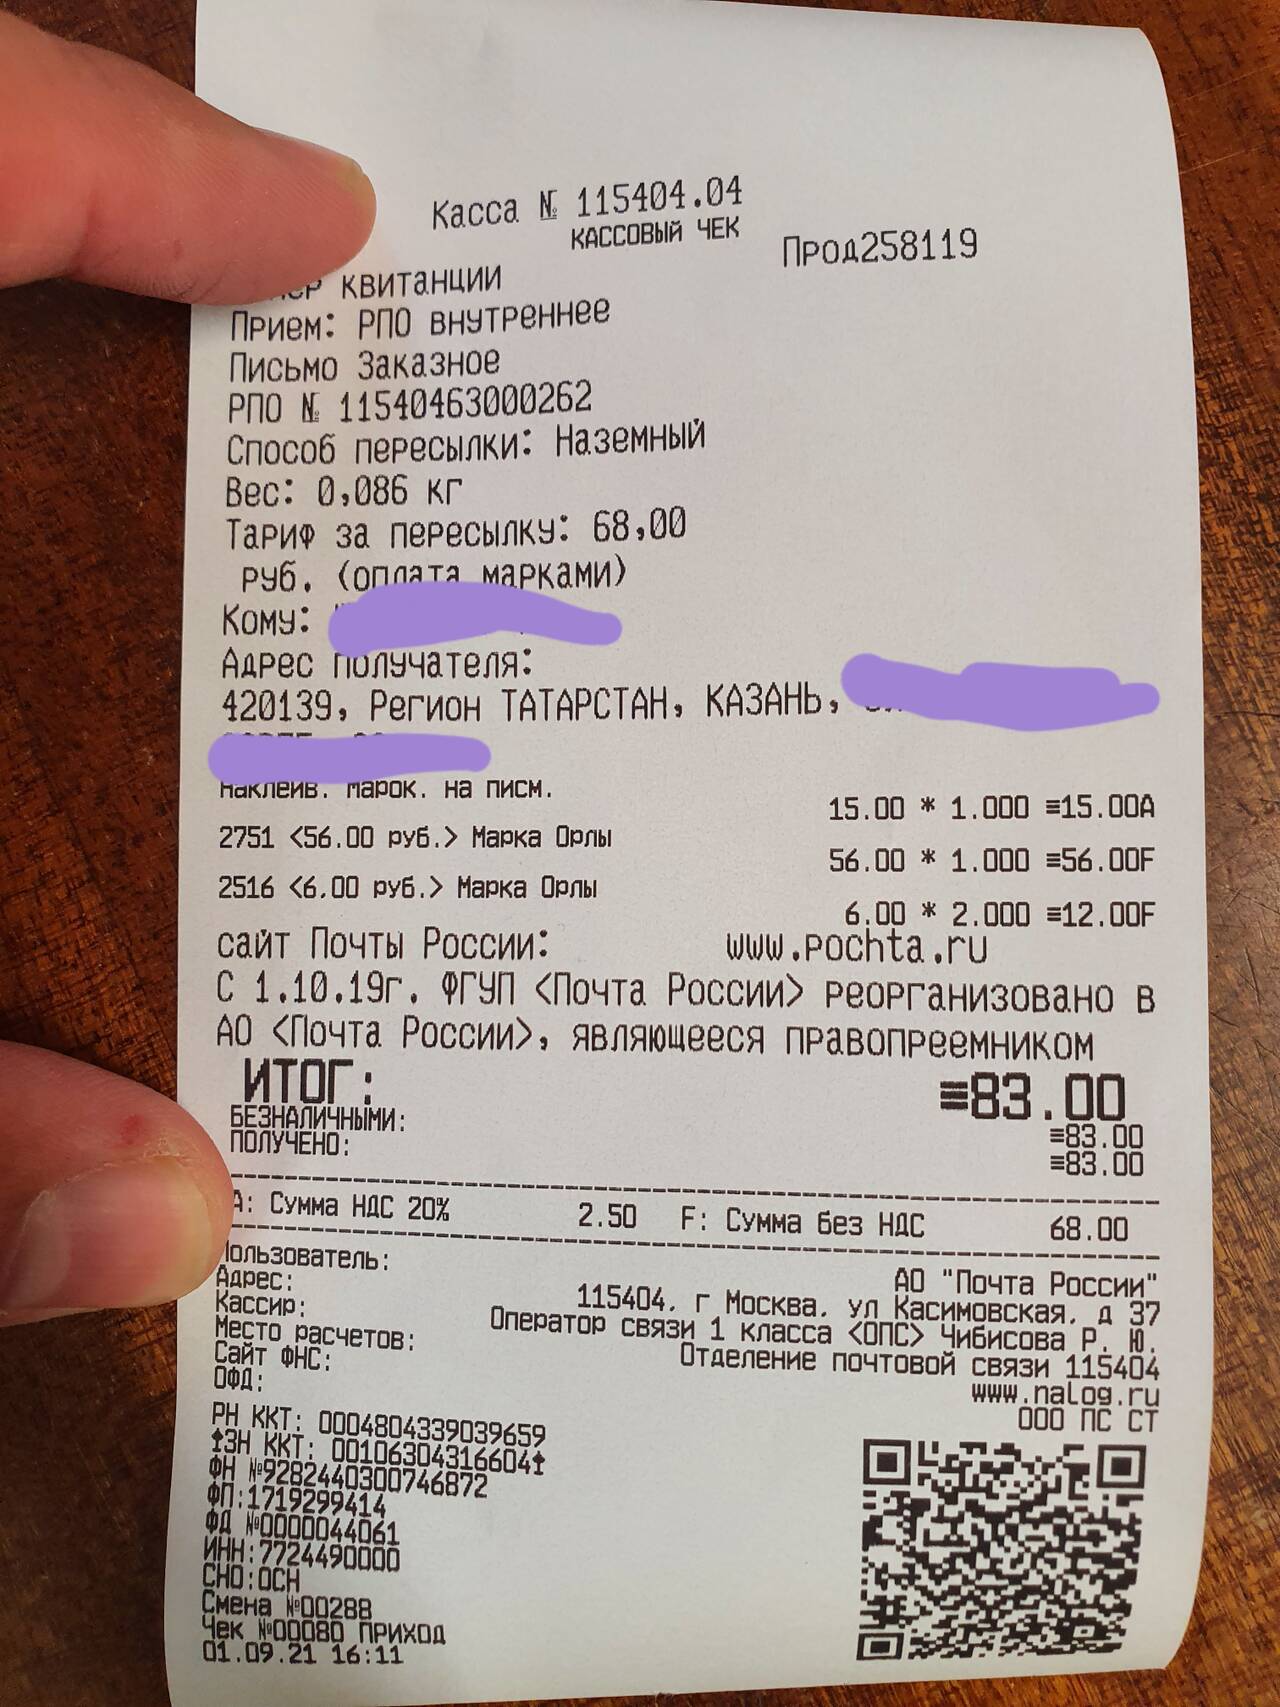 Касса № 115404.04
КАССОВЫЙ ЧЕК
Прод258119
квитанции
Прием: РПО внутреннее
Письмо Заказное
РПО № 11540463000262
Способ пересылки: Наземный
Вес: 0,086 кг
Тариф за пересылку: 68,00
руб. (оплата марками)
Кому:
Адрес получателя:
420139, Регион ТАТАРСТАН, КАЗАНЬ,
Наклеив. марок. на писм.
15.00 * 1.000 ≡15.00А
2751 <56.00 руб.> Марка Орлы
56.00 * 1.000 ≡56.00F
2516 <6.00 руб.> Марка Орлы
6.00 * 2.000 ≡12.00F
сайт Почты России: www.pochta.ru
С 1.10.19г. ФГУП <Почта России> реорганизовано в
АО <Почта России>, являющееся правопреемником
ИТОГ: ≡83.00
БЕЗНАЛИЧНЫМИ: ≡83.00
ПОЛУЧЕНО: ≡83.00
А: Сумма НДС 20% 2.50 F: Сумма без НДС 68.00
Пользователь: АО "Почта России"
Адрес: 115404, г Москва, ул Касимовская, д 37
Кассир: Оператор связи 1 класса <ОПС> Чибисова Р. Ю.
Место расчетов: Отделение почтовой связи 115404
Сайт ФНС: www.nalog.ru
ОФД: ООО ПС СТ
РН ККТ: 0004804339039659
↑ЗН ККТ: 00106304316604↑
ФН №9282440300746872
ФП:1719299414
ФД №0000044061
ИНН:7724490000
СНО:ОСН
Смена №00288
Чек №00080 ПРИХОД
01.09.21 16:11